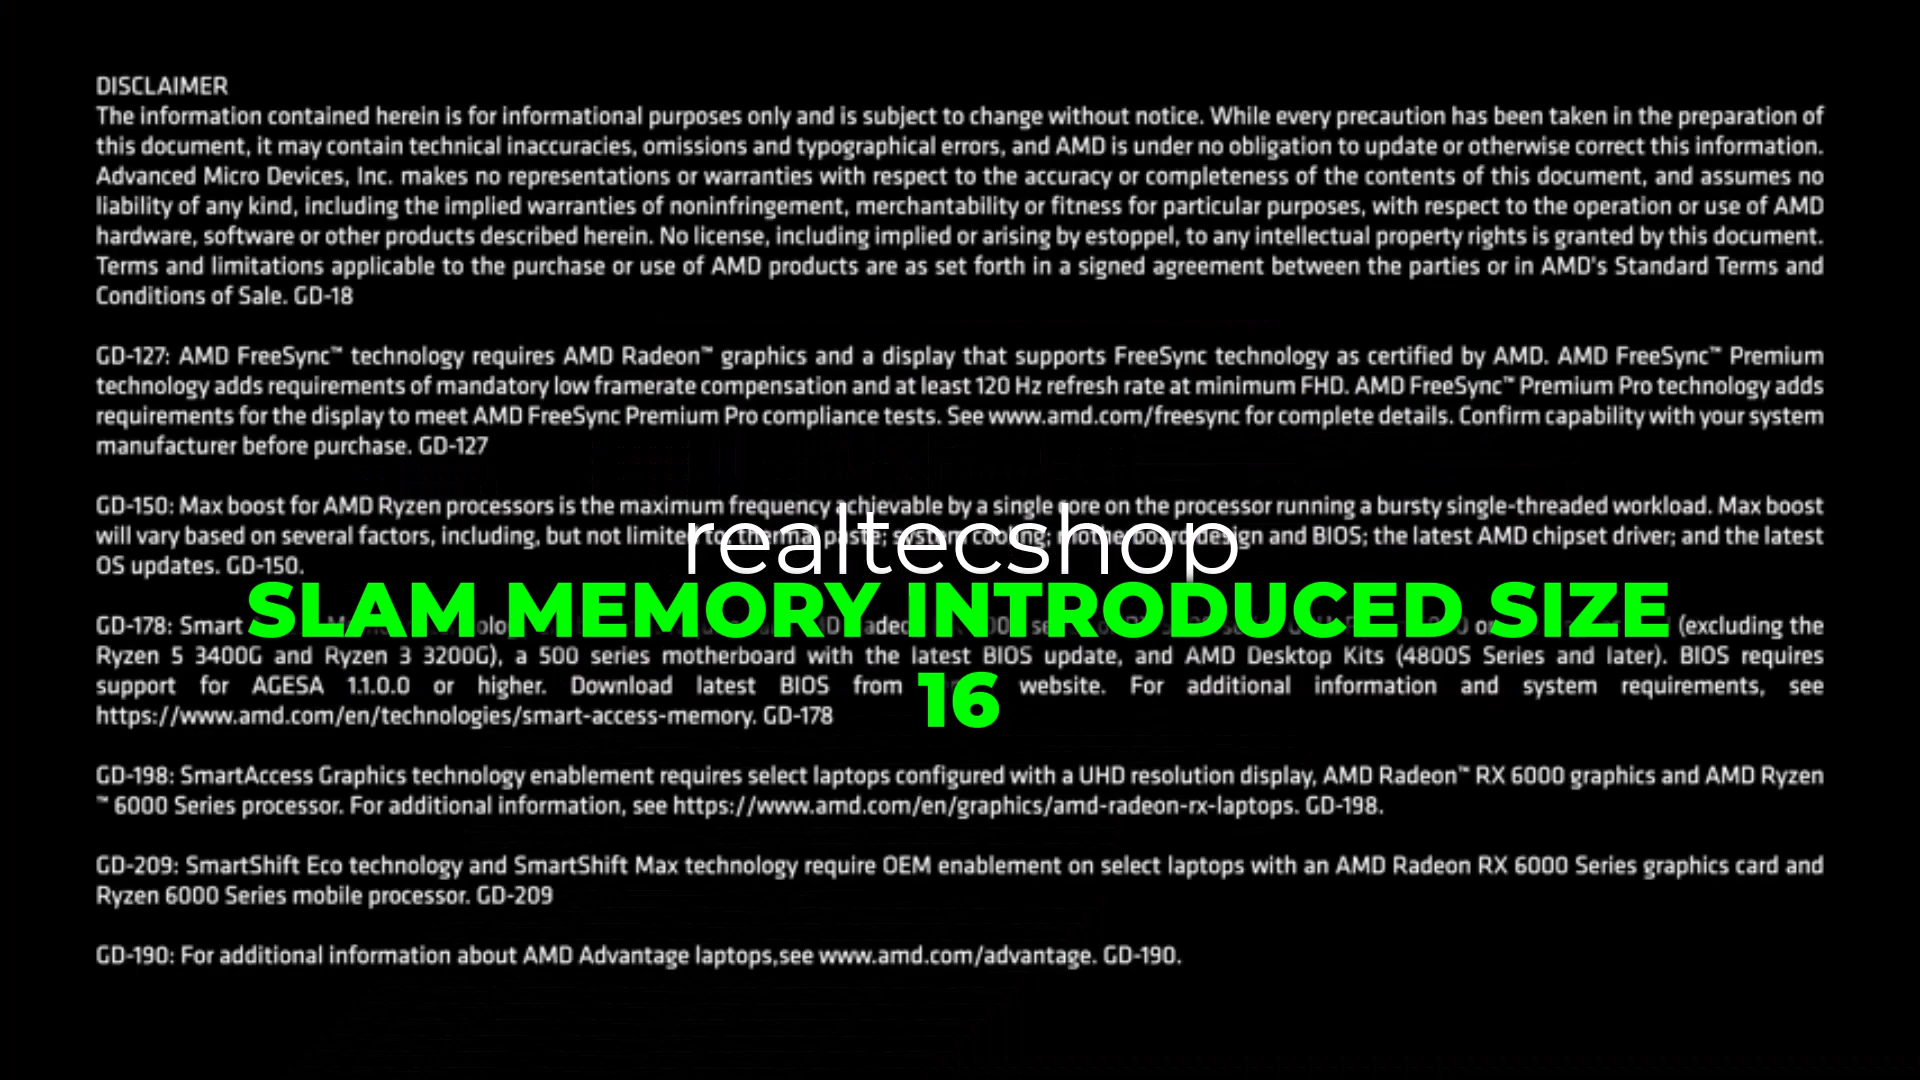 DISCLAIMER
The information contained herein is for informational purposes only and is subject to change without notice. While every precaution has been taken in the preparation of
this document, it may contain technical inaccuracies, omissions and typographical errors, and AMD is under no obligation to update or otherwise correct this information.
Advanced Micro Devices, Inc. makes no representations or warranties with respect to the accuracy or completeness of the contents of this document, and assumes no
liability of any kind, including the implied warranties of noninfringement, merchantability or fitness for particular purposes, with respect to the operation or use of AMD
hardware, software or other products described herein. No license, including implied or arising by estoppel, to any intellectual property rights is granted by this document.
Terms and limitations applicable to the purchase or use of AMD products are as set forth in a signed agreement between the parties or in AMD's Standard Terms and
Conditions of Sale. GD-18
GD-127: AMD FreeSync™ technology requires AMD Radeon™ graphics and a display that supports FreeSync technology as certified by AMD. AMD FreeSync™ Premium
technology adds requirements of mandatory low framerate compensation and at least 120 Hz refresh rate at minimum FHD. AMD FreeSync™ Premium Pro technology adds
requirements for the display to meet AMD FreeSync Premium Pro compliance tests. See www.amd.com/freesync for complete details. Confirm capability with your system
manufacturer before purchase. GD-127
GD-150: Max boost for AMD Ryzen processors is the maximum frequency achievable by a single core on the processor running a bursty single-threaded workload. Max boost
will vary based on several factors, including, but not limited to: thermal paste; system cooling; motherboard design and BIOS; the latest AMD chipset driver; and the latest
OS updates. GD-150.
realtecshop
SLAM MEMORY INTRODUCED SIZE
16
GD-178: Smart (excluding the
Ryzen 5 3400G and Ryzen 3 3200G), a 500 series motherboard with the latest BIOS update, and AMD Desktop Kits (4800S Series and later). BIOS requires
support for AGESA 1.1.0.0 or higher. Download latest BIOS from website. For additional information and system requirements, see
https://www.amd.com/en/technologies/smart-access-memory. GD-178
GD-198: SmartAccess Graphics technology enablement requires select laptops configured with a UHD resolution display, AMD Radeon™ RX 6000 graphics and AMD Ryzen
™ 6000 Series processor. For additional information, see https://www.amd.com/en/graphics/amd-radeon-rx-laptops. GD-198.
GD-209: SmartShift Eco technology and SmartShift Max technology require OEM enablement on select laptops with an AMD Radeon RX 6000 Series graphics card and
Ryzen 6000 Series mobile processor. GD-209
GD-190: For additional information about AMD Advantage laptops,see www.amd.com/advantage. GD-190.